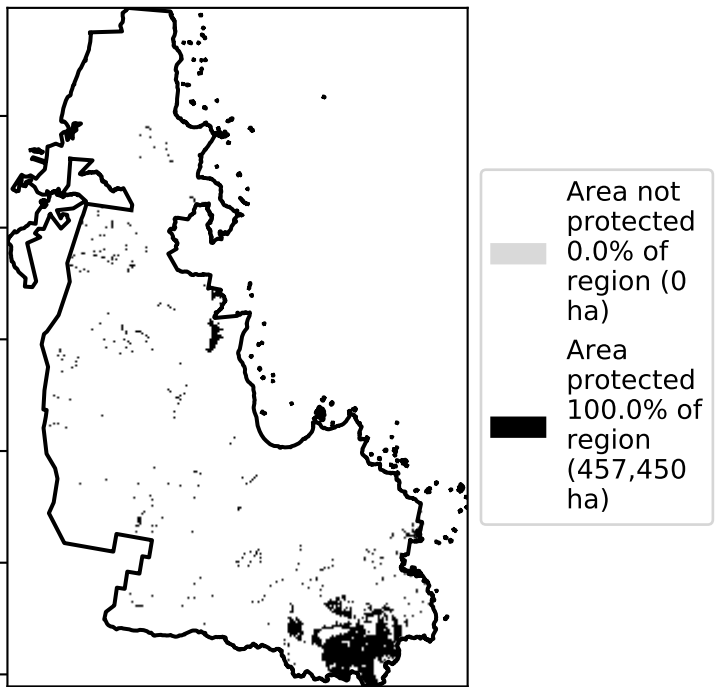 Area not
protected
0.0% of
region (0
ha)
Area
protected
100.0% of
region
(457,450
ha)